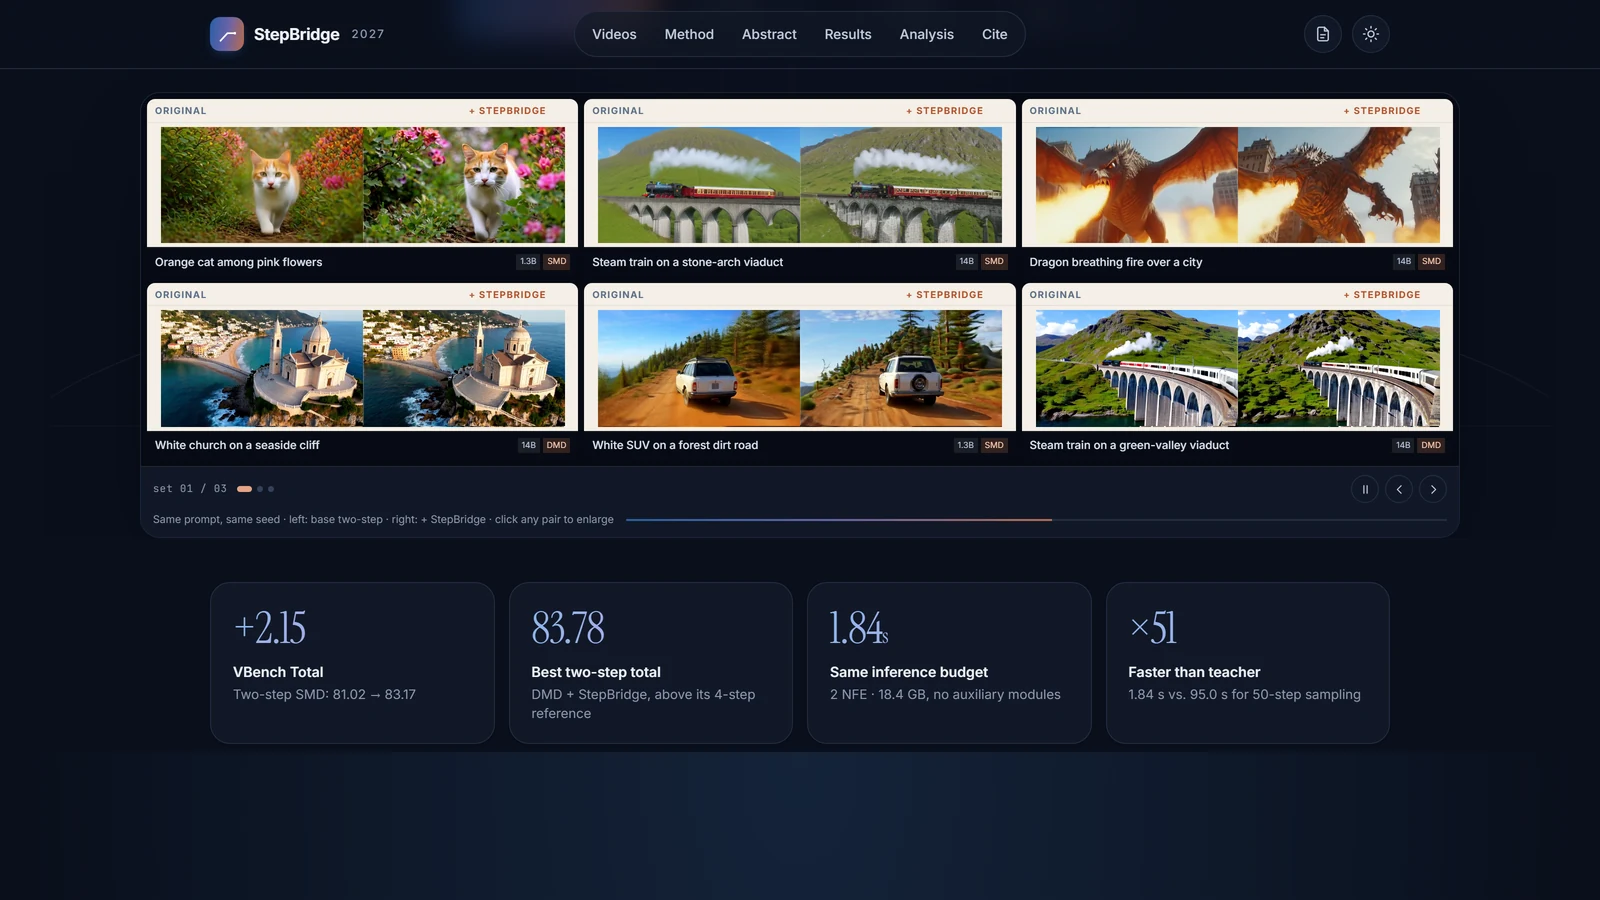 StepBridge 2027
Videos Method Abstract Results Analysis Cite
ORIGINAL + STEPBRIDGE
Orange cat among pink flowers 1.3B SMD
ORIGINAL + STEPBRIDGE
Steam train on a stone-arch viaduct 14B SMD
ORIGINAL + STEPBRIDGE
Dragon breathing fire over a city 14B SMD
ORIGINAL + STEPBRIDGE
White church on a seaside cliff 14B DMD
ORIGINAL + STEPBRIDGE
White SUV on a forest dirt road 1.3B SMD
ORIGINAL + STEPBRIDGE
Steam train on a green-valley viaduct 14B DMD
set 01 / 03
Same prompt, same seed · left: base two-step · right: + StepBridge · click any pair to enlarge
+2.15
VBench Total
Two-step SMD: 81.02 → 83.17
83.78
Best two-step total
DMD + StepBridge, above its 4-step
reference
1.84s
Same inference budget
2 NFE · 18.4 GB, no auxiliary modules
×51
Faster than teacher
1.84 s vs. 95.0 s for 50-step sampling